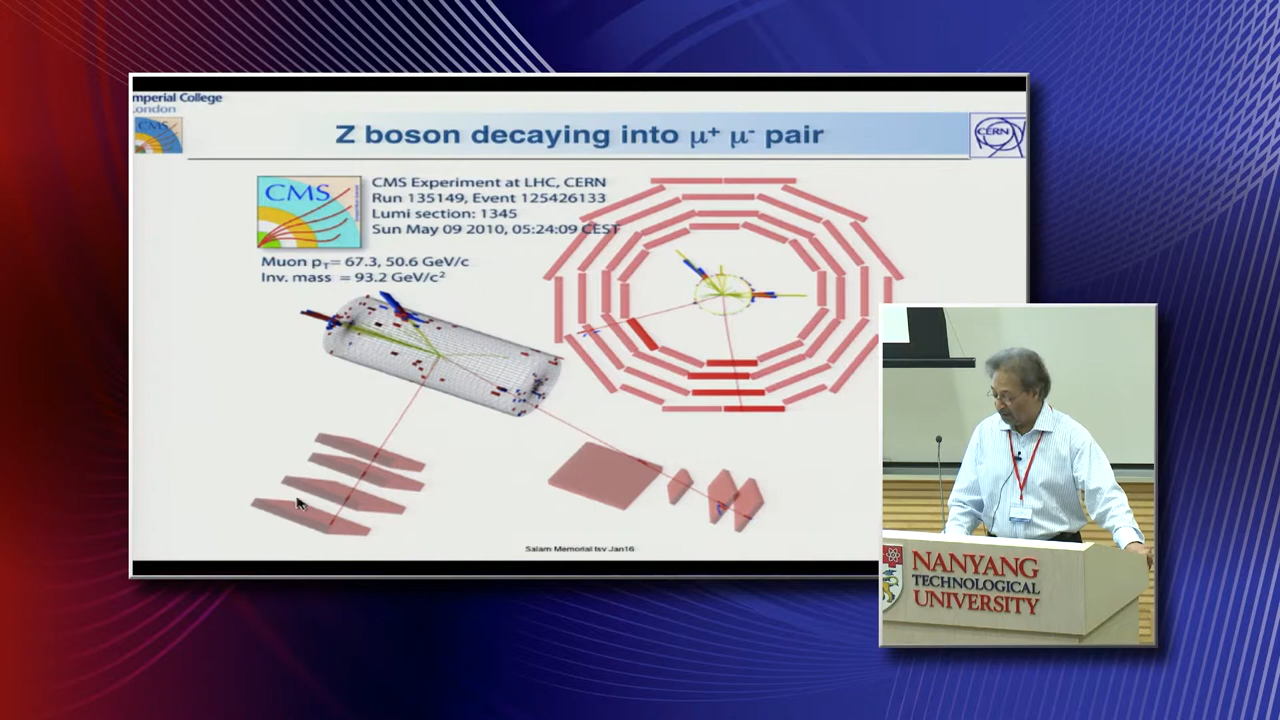 mperial College
London
CMS
Z boson decaying into μ⁺ μ⁻ pair
CERN
CMS
CMS Experiment at LHC, CERN
Run 135149, Event 125426133
Lumi section: 1345
Sun May 09 2010, 05:24:09 CEST
Muon pT= 67.3, 50.6 GeV/c
Inv. mass = 93.2 GeV/c²
Salam Memorial tsv Jan16
NANYANG
TECHNOLOGICAL
UNIVERSITY